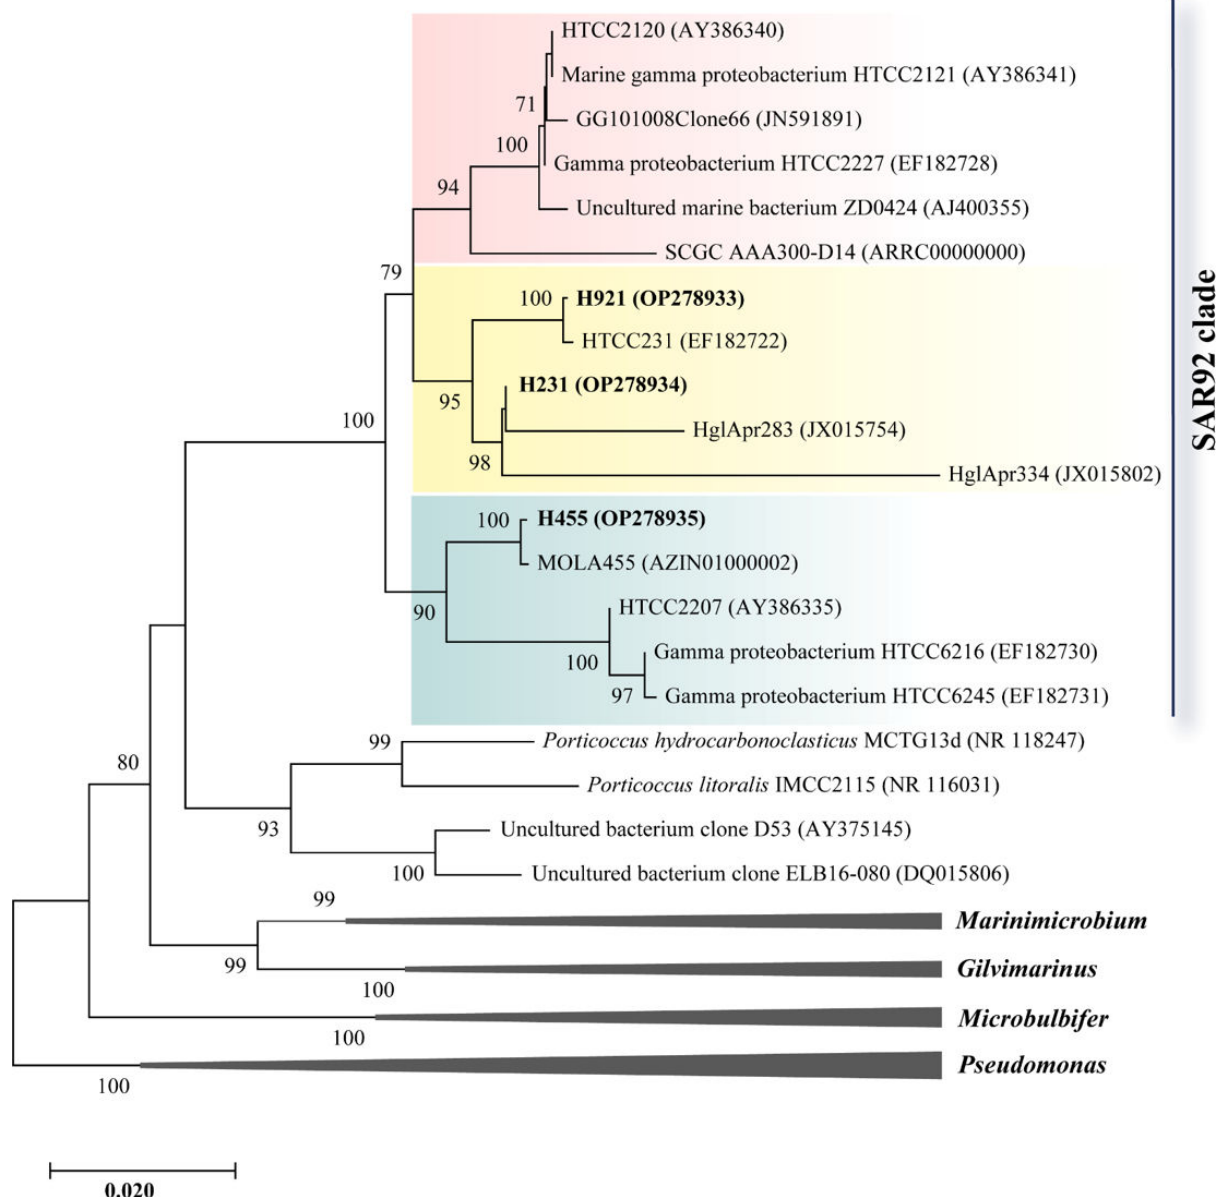 HTCC2120 (AY386340)
Marine gamma proteobacterium HTCC2121 (AY386341)
71
GG101008Clone66 (JN591891)
100
Gamma proteobacterium HTCC2227 (EF182728)
94
Uncultured marine bacterium ZD0424 (AJ400355)
SCGC AAA300-D14 (ARRC00000000)
79
100
H921 (OP278933)
HTCC231 (EF182722)
H231 (OP278934)
95
100
HglApr283 (JX015754)
98
HglApr334 (JX015802)
SAR92 clade
100
H455 (OP278935)
MOLA455 (AZIN01000002)
90
HTCC2207 (AY386335)
100
Gamma proteobacterium HTCC6216 (EF182730)
97
Gamma proteobacterium HTCC6245 (EF182731)
99
Porticoccus hydrocarbonoclasticus MCTG13d (NR 118247)
80
Porticoccus litoralis IMCC2115 (NR 116031)
93
Uncultured bacterium clone D53 (AY375145)
100
Uncultured bacterium clone ELB16-080 (DQ015806)
99
Marinimicrobium
99
Gilvimarinus
100
Microbulbifer
100
Pseudomonas
100
0.020